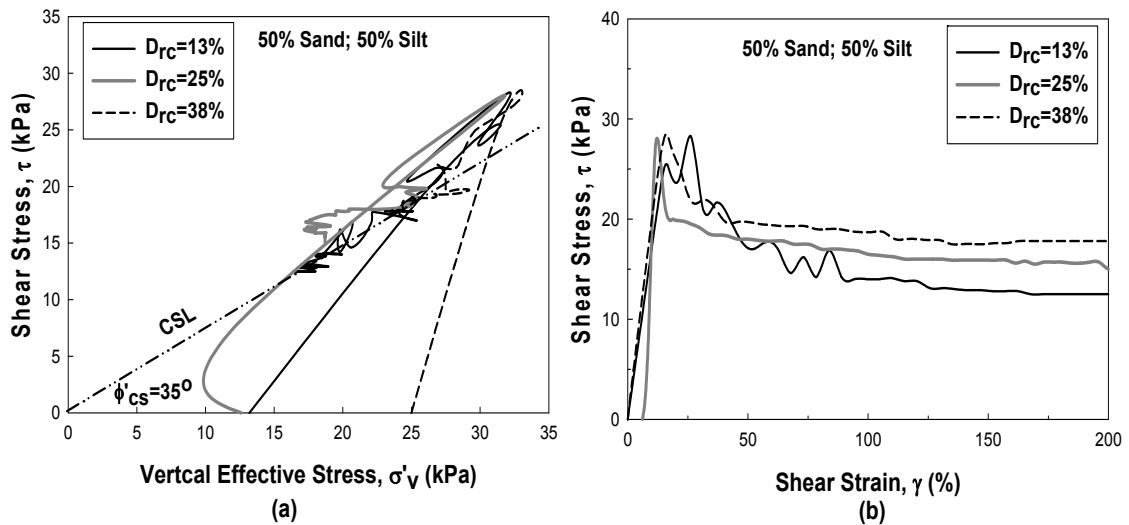 35
30
25
20
15
10
5
0
Shear Stress, τ (kPa)
D_rc=13%
D_rc=25%
D_rc=38%
50% Sand; 50% Silt
CSL
ϕ'_cs=35º
0 5 10 15 20 25 30 35
Vertcal Effective Stress, σ'_v (kPa)
(a)
40
30
20
10
0
Shear Stress, τ (kPa)
50% Sand; 50% Silt
D_rc=13%
D_rc=25%
D_rc=38%
0 50 100 150 200
Shear Strain, γ (%)
(b)